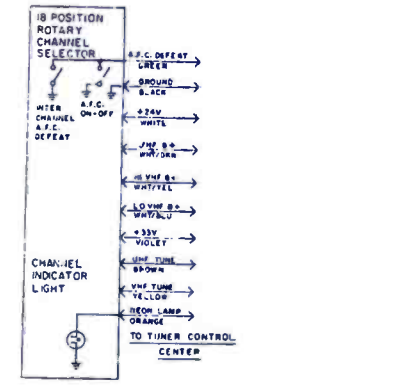 18 POSITION
ROTARY
CHANNEL
SELECTOR
A.F.C. DEFEAT
GREEN
GROUND
BLACK
INTER
CHANNEL
A.F.C.
DEFEAT
A.F.C.
ON-OFF
+24V
WHITE
UHF B+
WHT/
HI VHF B+
WHT/YEL
LO VHF B+
WHT/BLU
+33V
VIOLET
UHF TUNE
BROWN
VHF TUNE
YELLOW
NEON LAMP
ORANGE
CHANNEL
INDICATOR
LIGHT
TO TUNER CONTROL
CENTER